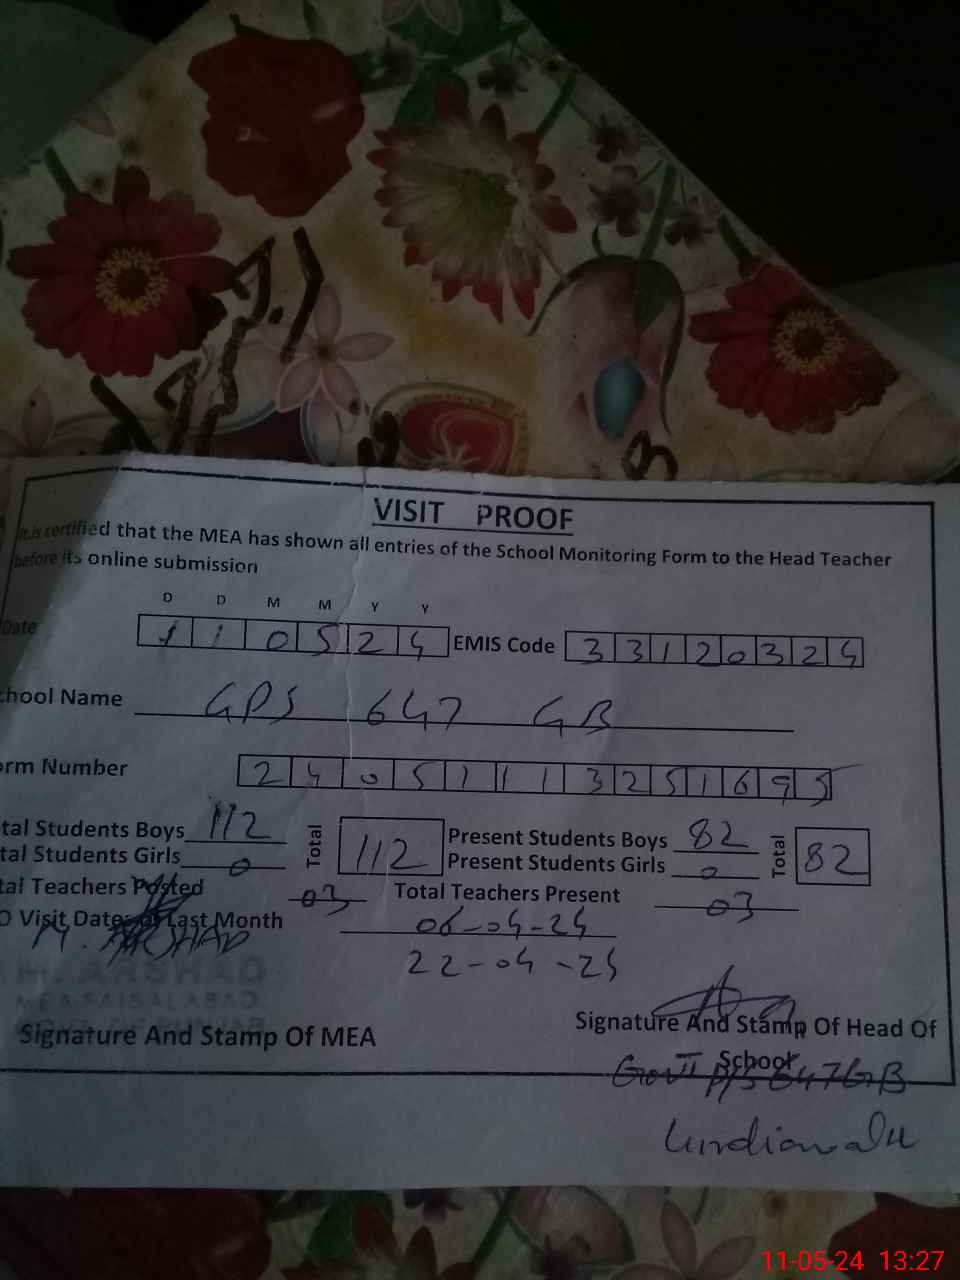 VISIT PROOF
It is certified that the MEA has shown all entries of the School Monitoring Form to the Head Teacher
before its online submission
D D M M Y Y
Date 1 1 0 5 2 4 EMIS Code 3 3 1 2 0 3 2 4
chool Name GPS 647 GB
orm Number 2 4 0 5 1 1 1 3 2 5 1 6 9 5
tal Students Boys 112 Total 112 Present Students Boys 82 Total 82
tal Students Girls 0 Present Students Girls 0
tal Teachers Posted 03 Total Teachers Present 03
O Visit Dates of Last Month 06-04-24
M. ARSHAD 22-04-24
M. ARSHAD
MEA FAISALABAD
Signature And Stamp Of MEA Signature And Stamp Of Head Of
School
Govt P/S 647 GB
11-05-24 13:27